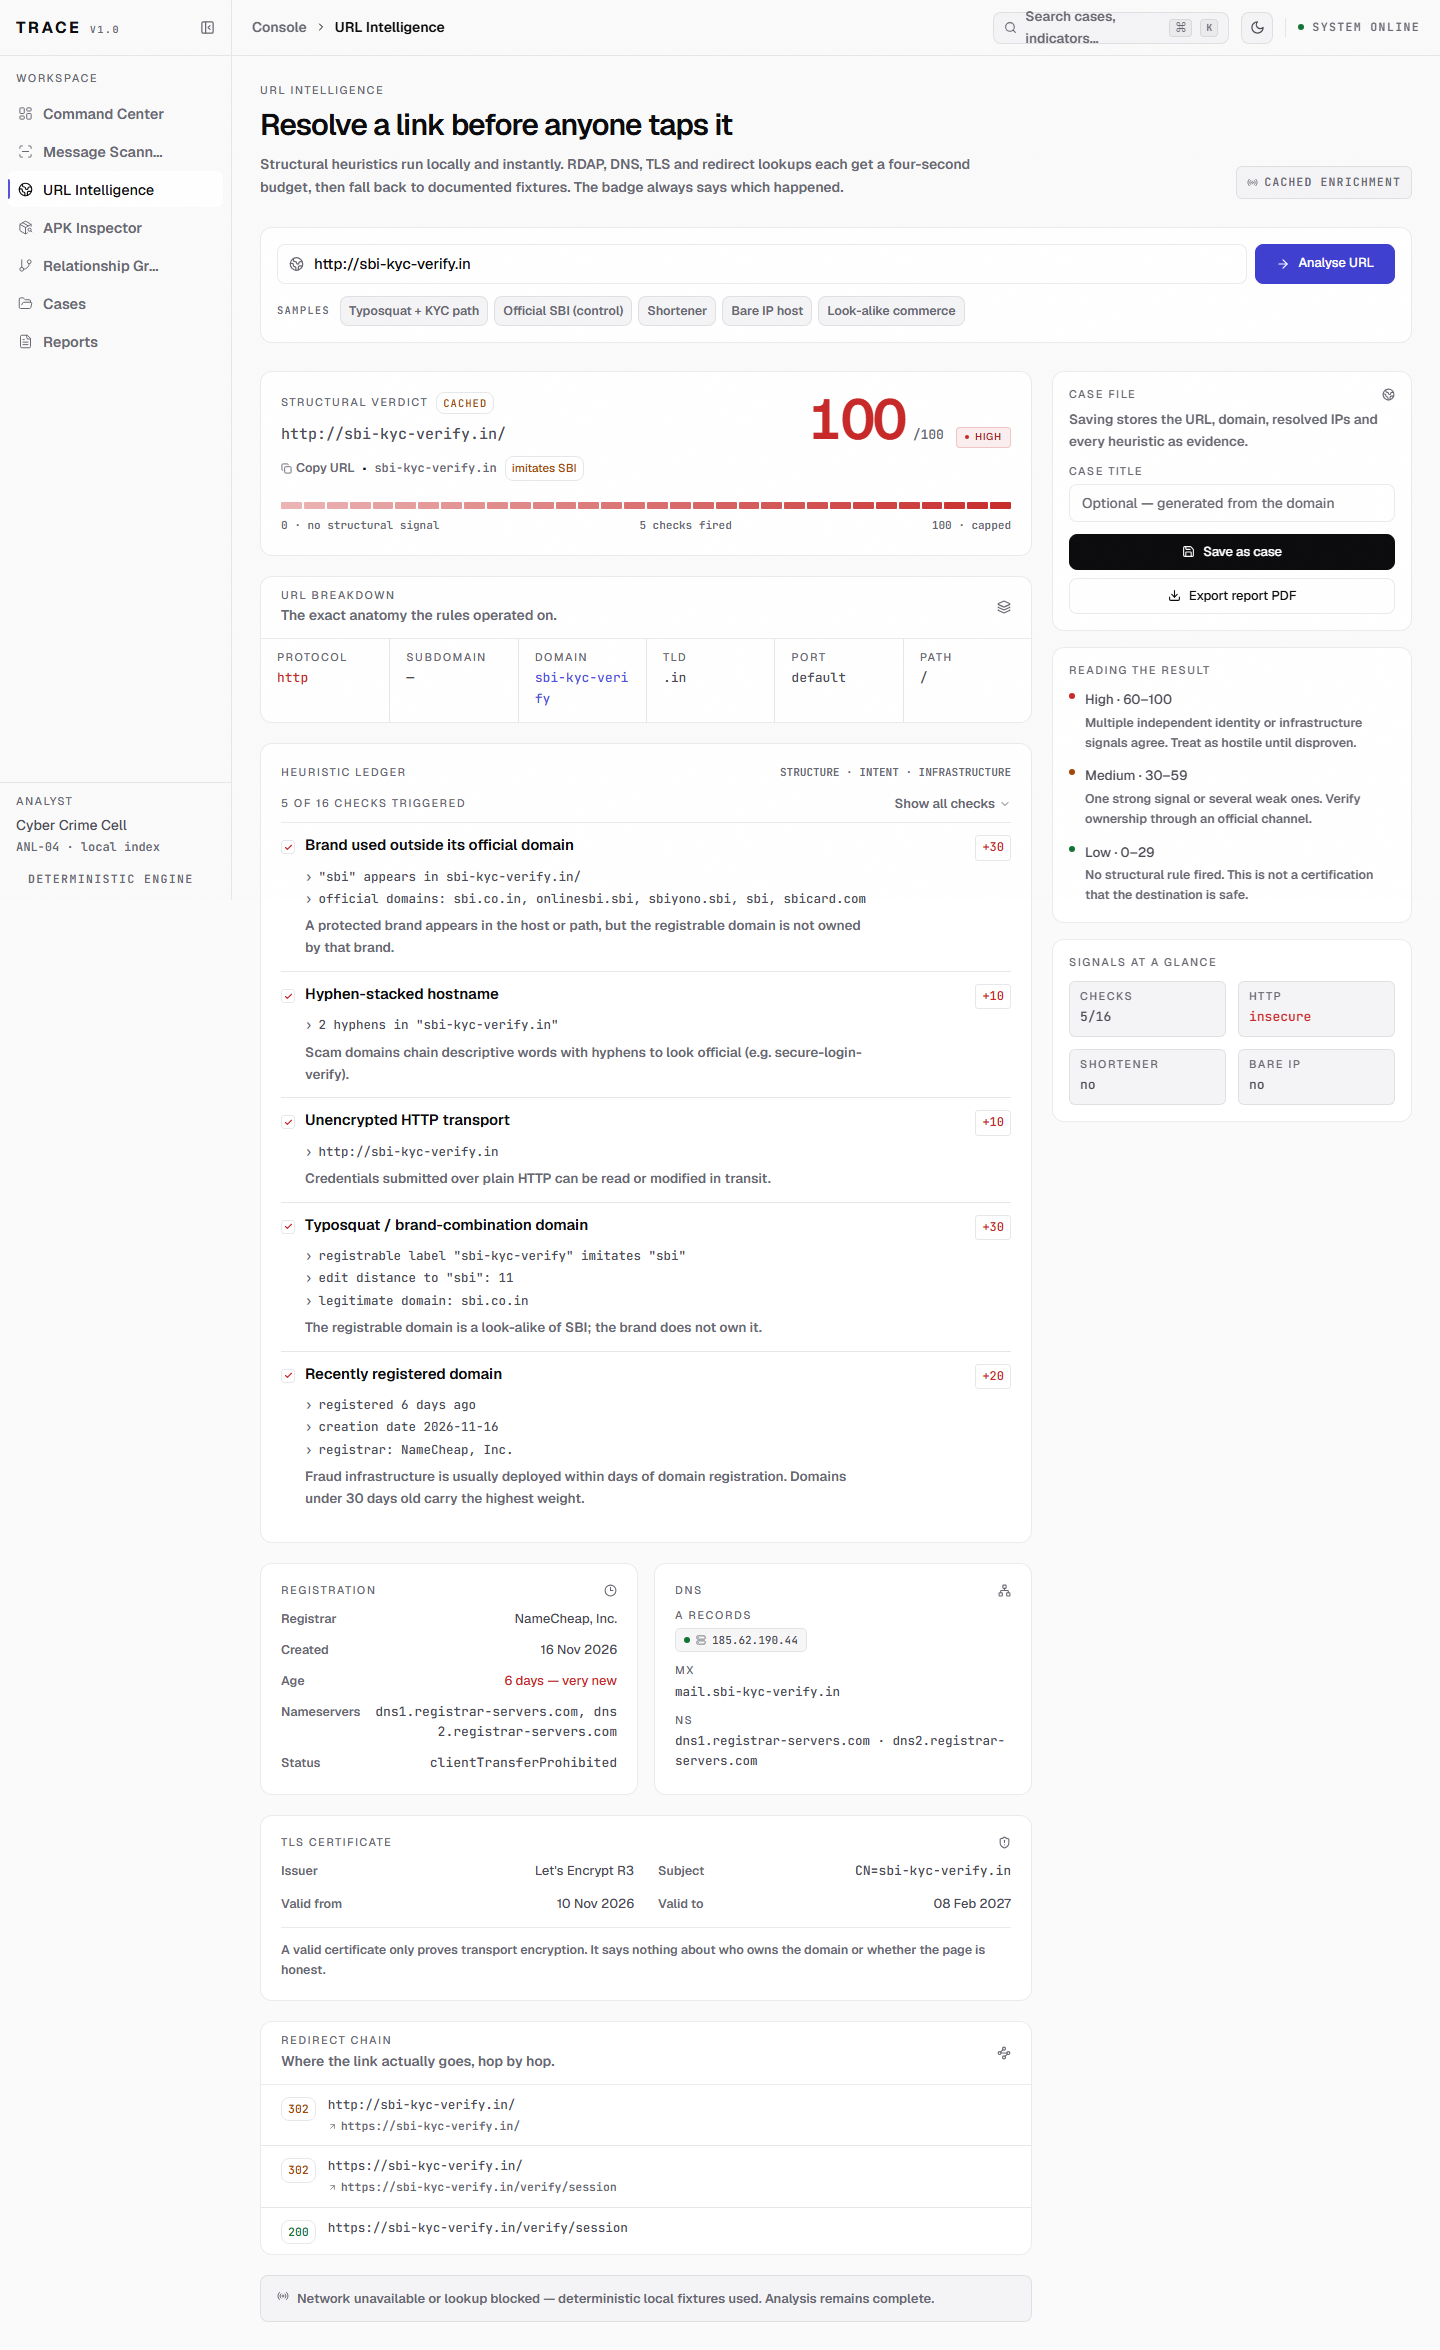 TRACE V1.0
Console > URL Intelligence
Search cases, indicators... ⌘ K
SYSTEM ONLINE
WORKSPACE
Command Center
Message Scann...
URL Intelligence
APK Inspector
Relationship Gr...
Cases
Reports
ANALYST
Cyber Crime Cell
ANL-04 · local index
DETERMINISTIC ENGINE
URL INTELLIGENCE
Resolve a link before anyone taps it
Structural heuristics run locally and instantly. RDAP, DNS, TLS and redirect lookups each get a four-second
budget, then fall back to documented fixtures. The badge always says which happened.
CACHED ENRICHMENT
http://sbi-kyc-verify.in
Analyse URL
SAMPLES Typosquat + KYC path Official SBI (control) Shortener Bare IP host Look-alike commerce
STRUCTURAL VERDICT CACHED
http://sbi-kyc-verify.in/
Copy URL • sbi-kyc-verify.in imitates SBI
100 /100 HIGH
0 · no structural signal 5 checks fired 100 · capped
URL BREAKDOWN
The exact anatomy the rules operated on.
PROTOCOL
http
SUBDOMAIN
—
DOMAIN
sbi-kyc-veri
fy
TLD
.in
PORT
default
PATH
/
HEURISTIC LEDGER STRUCTURE · INTENT · INFRASTRUCTURE
5 OF 16 CHECKS TRIGGERED Show all checks
Brand used outside its official domain +30
› "sbi" appears in sbi-kyc-verify.in/
› official domains: sbi.co.in, onlinesbi.sbi, sbiyono.sbi, sbi, sbicard.com
A protected brand appears in the host or path, but the registrable domain is not owned
by that brand.
Hyphen-stacked hostname +10
› 2 hyphens in "sbi-kyc-verify.in"
Scam domains chain descriptive words with hyphens to look official (e.g. secure-login-
verify).
Unencrypted HTTP transport +10
› http://sbi-kyc-verify.in
Credentials submitted over plain HTTP can be read or modified in transit.
Typosquat / brand-combination domain +30
› registrable label "sbi-kyc-verify" imitates "sbi"
› edit distance to "sbi": 11
› legitimate domain: sbi.co.in
The registrable domain is a look-alike of SBI; the brand does not own it.
Recently registered domain +20
› registered 6 days ago
› creation date 2026-11-16
› registrar: NameCheap, Inc.
Fraud infrastructure is usually deployed within days of domain registration. Domains
under 30 days old carry the highest weight.
REGISTRATION
Registrar NameCheap, Inc.
Created 16 Nov 2026
Age 6 days — very new
Nameservers dns1.registrar-servers.com, dns
2.registrar-servers.com
Status clientTransferProhibited
DNS
A RECORDS
185.62.190.44
MX
mail.sbi-kyc-verify.in
NS
dns1.registrar-servers.com · dns2.registrar-
servers.com
TLS CERTIFICATE
Issuer Let's Encrypt R3 Subject CN=sbi-kyc-verify.in
Valid from 10 Nov 2026 Valid to 08 Feb 2027
A valid certificate only proves transport encryption. It says nothing about who owns the domain or whether the page is
honest.
REDIRECT CHAIN
Where the link actually goes, hop by hop.
302 http://sbi-kyc-verify.in/
↗ https://sbi-kyc-verify.in/
302 https://sbi-kyc-verify.in/
↗ https://sbi-kyc-verify.in/verify/session
200 https://sbi-kyc-verify.in/verify/session
Network unavailable or lookup blocked — deterministic local fixtures used. Analysis remains complete.
CASE FILE
Saving stores the URL, domain, resolved IPs and
every heuristic as evidence.
CASE TITLE
Optional — generated from the domain
Save as case
Export report PDF
READING THE RESULT
High · 60–100
Multiple independent identity or infrastructure
signals agree. Treat as hostile until disproven.
Medium · 30–59
One strong signal or several weak ones. Verify
ownership through an official channel.
Low · 0–29
No structural rule fired. This is not a certification
that the destination is safe.
SIGNALS AT A GLANCE
CHECKS
5/16
HTTP
insecure
SHORTENER
no
BARE IP
no